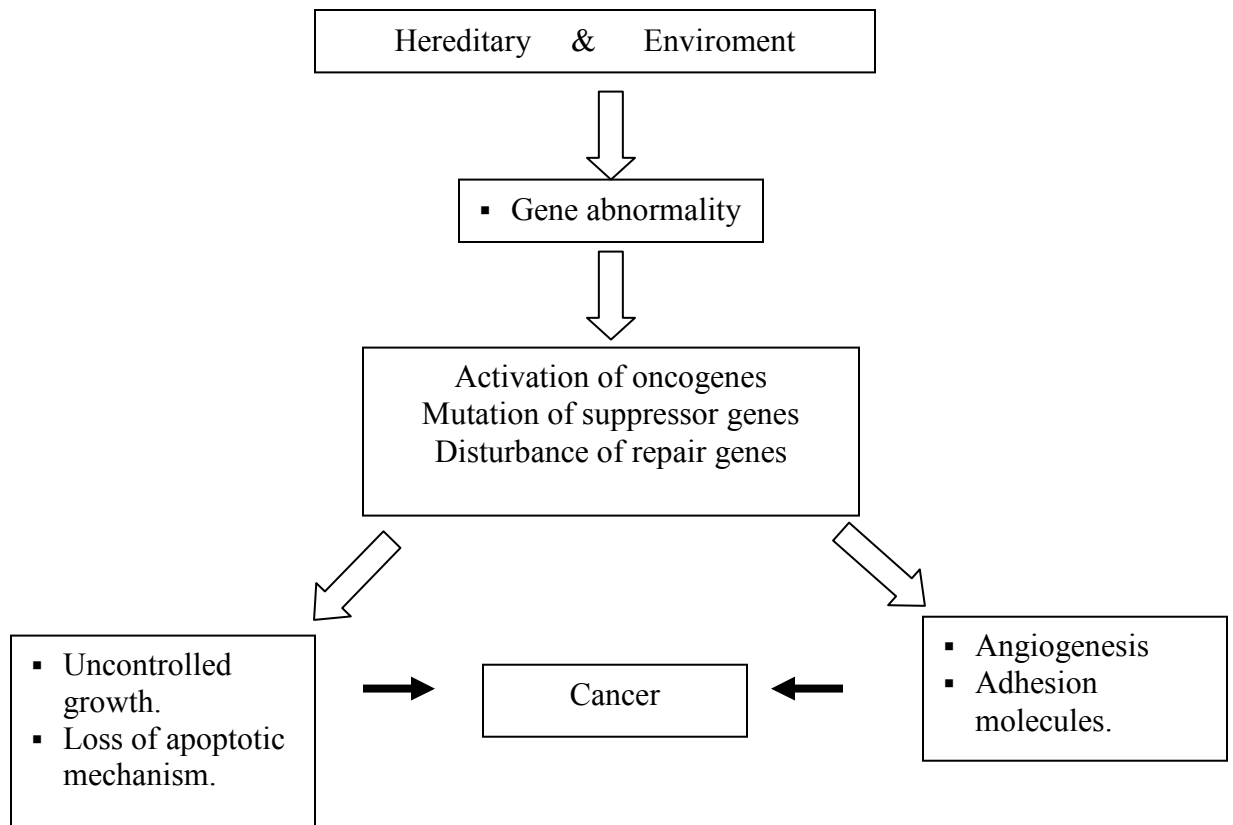 Hereditary & Enviroment
▪ Gene abnormality
Activation of oncogenes
Mutation of suppressor genes
Disturbance of repair genes
▪ Uncontrolled
growth.
▪ Loss of apoptotic
mechanism.
Cancer
▪ Angiogenesis
▪ Adhesion
molecules.